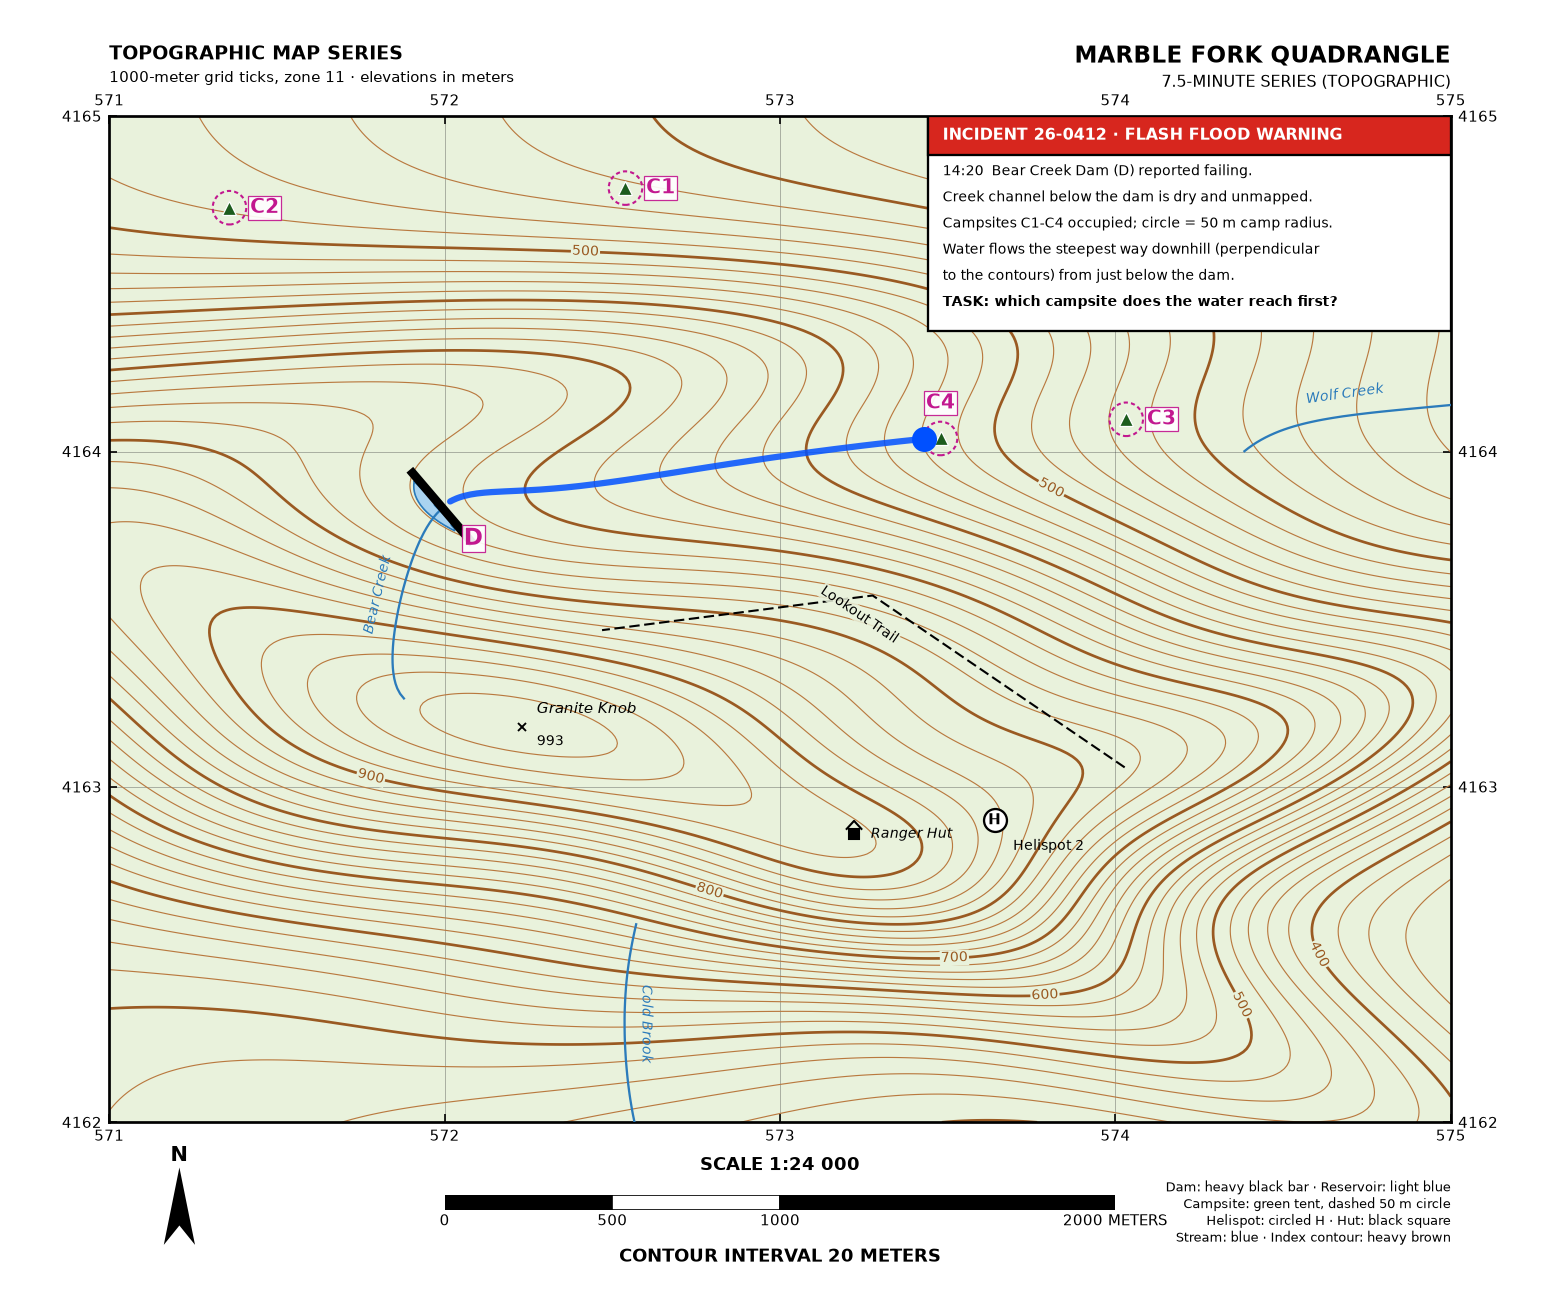 TOPOGRAPHIC MAP SERIES
1000-meter grid ticks, zone 11 · elevations in meters
MARBLE FORK QUADRANGLE
7.5-MINUTE SERIES (TOPOGRAPHIC)
571 572 573 574 575
4165 4165
INCIDENT 26-0412 · FLASH FLOOD WARNING
14:20 Bear Creek Dam (D) reported failing.
Creek channel below the dam is dry and unmapped.
Campsites C1-C4 occupied; circle = 50 m camp radius.
Water flows the steepest way downhill (perpendicular
to the contours) from just below the dam.
TASK: which campsite does the water reach first?
C1
C2
500
Wolf Creek
C4
C3
4164 4164
500
D
Bear Creek
Lookout Trail
Granite Knob
993
900
4163 4163
H
Ranger Hut
Helispot 2
800
700
400
600
500
Cold Brook
4162 4162
571 572 573 574 575
N
SCALE 1:24 000
0 500 1000 2000 METERS
CONTOUR INTERVAL 20 METERS
Dam: heavy black bar · Reservoir: light blue
Campsite: green tent, dashed 50 m circle
Helispot: circled H · Hut: black square
Stream: blue · Index contour: heavy brown